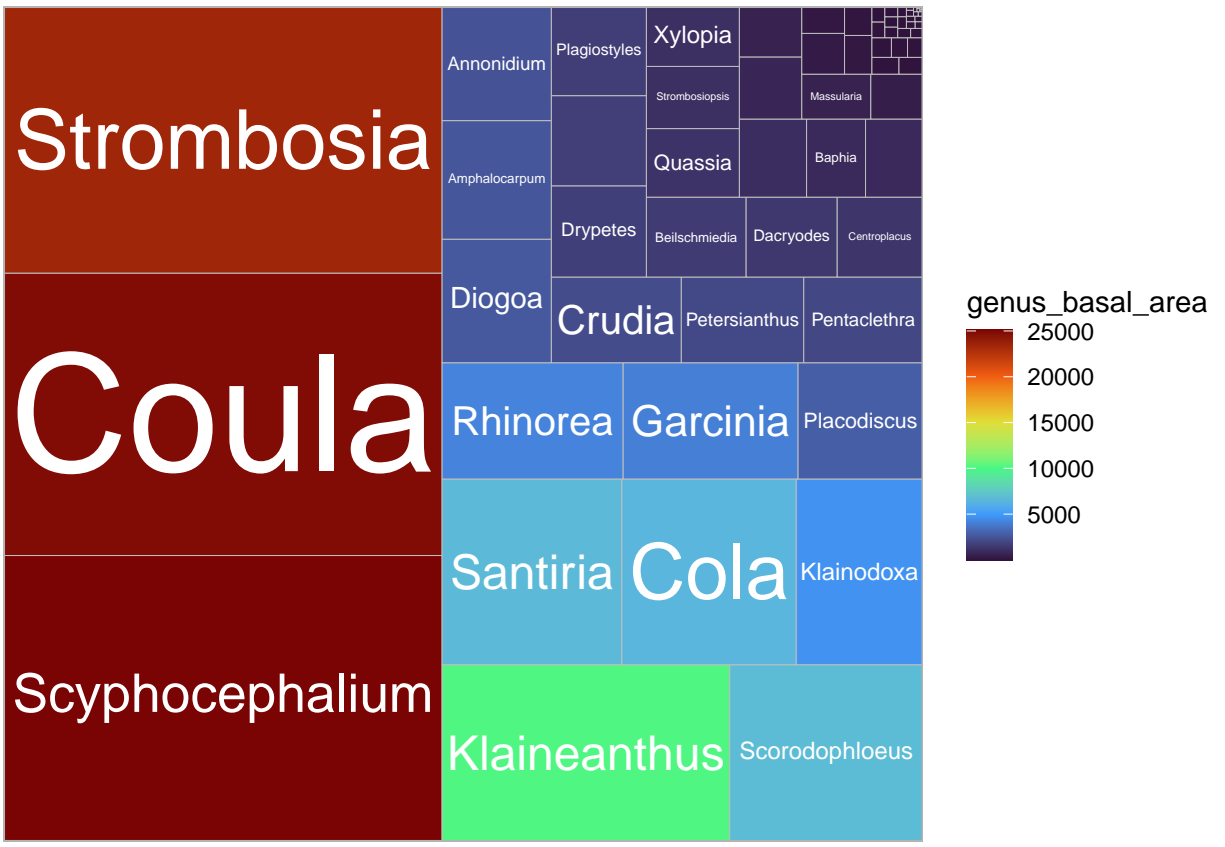 Strombosia
Coula
Scyphocephalium
Annonidium
Amphalocarpum
Diogoa
Plagiostyles
Drypetes
Xylopia
Strombosiopsis
Quassia
Massularia
Baphia
Beilschmiedia
Dacryodes
Centroplacus
Crudia
Petersianthus
Pentaclethra
Rhinorea
Garcinia
Placodiscus
Santiria
Cola
Klainodoxa
Klaineanthus
Scorodophloeus
genus_basal_area
25000
20000
15000
10000
5000